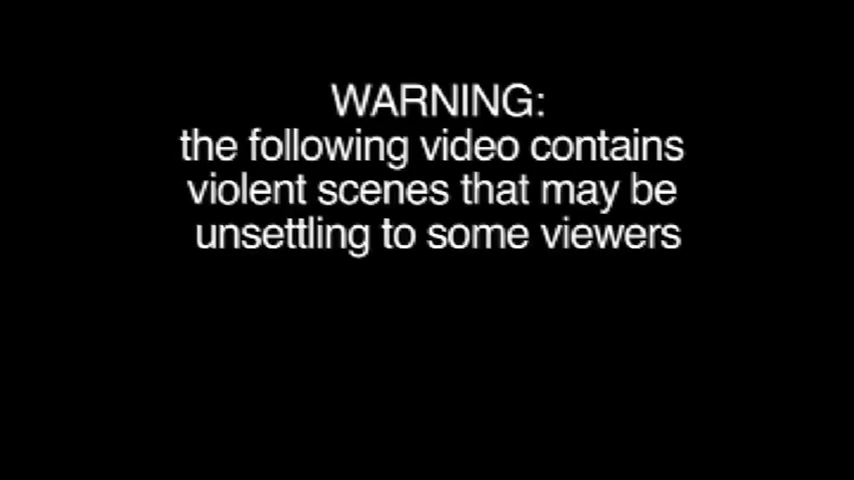 WARNING:
the following video contains
violent scenes that may be
unsettling to some viewers